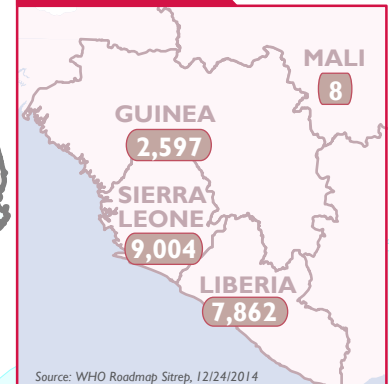 MALI
8
GUINEA
2,597
SIERRA
LEONE
9,004
LIBERIA
7,862
Source: WHO Roadmap Sitrep, 12/24/2014